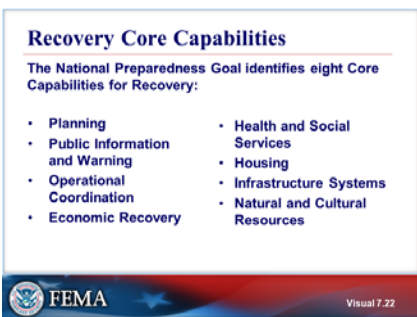 Recovery Core Capabilities
The National Preparedness Goal identifies eight Core
Capabilities for Recovery:
• Planning
• Public Information
and Warning
• Operational
Coordination
• Economic Recovery
• Health and Social
Services
• Housing
• Infrastructure Systems
• Natural and Cultural
Resources
FEMA
Visual 7.22